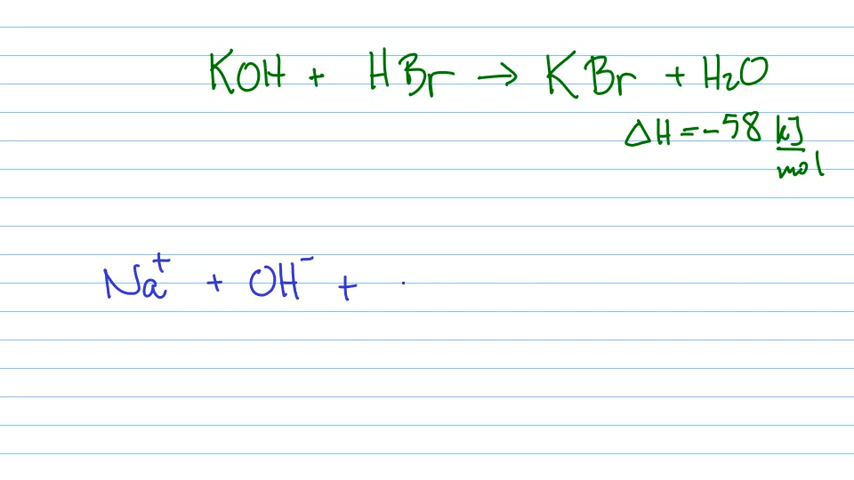 KOH + HBr → KBr + H₂O
ΔH = -58 kJ/mol
Na⁺ + OH⁻ +